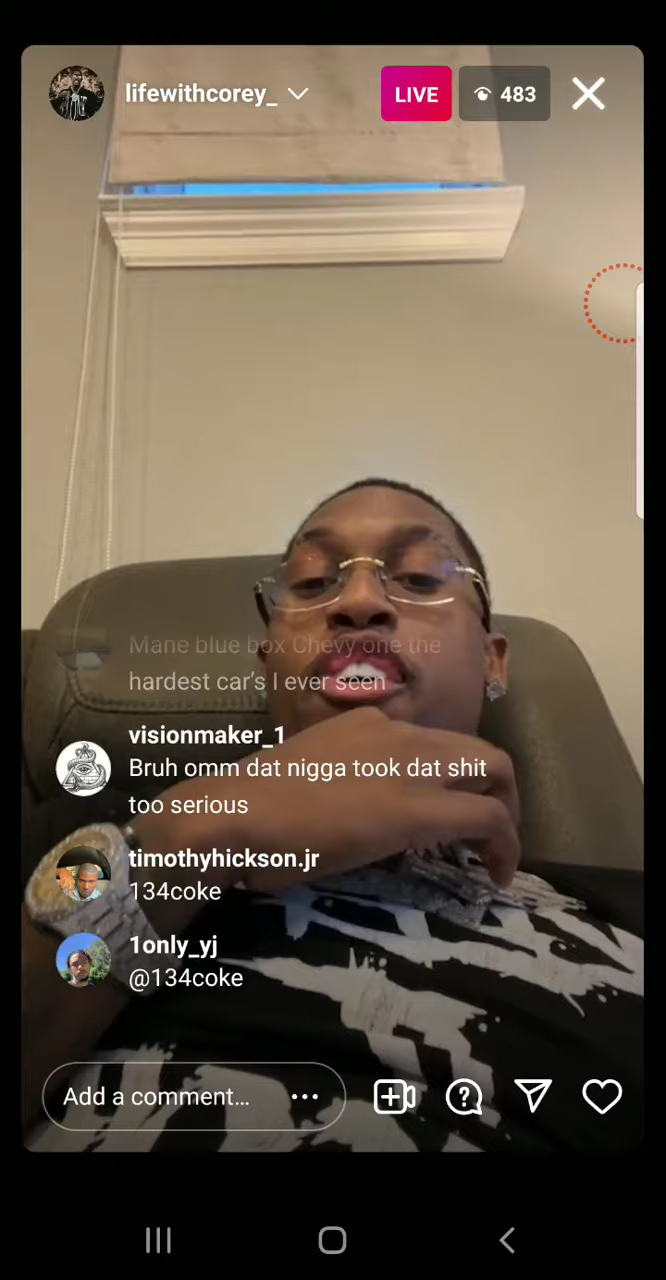 lifewithcorey_
LIVE
483
Mane blue box Chevy one the
hardest car's I ever seen
visionmaker_1
Bruh omm dat nigga took dat shit
too serious
timothyhickson.jr
134coke
1only_yj
@134coke
Add a comment...